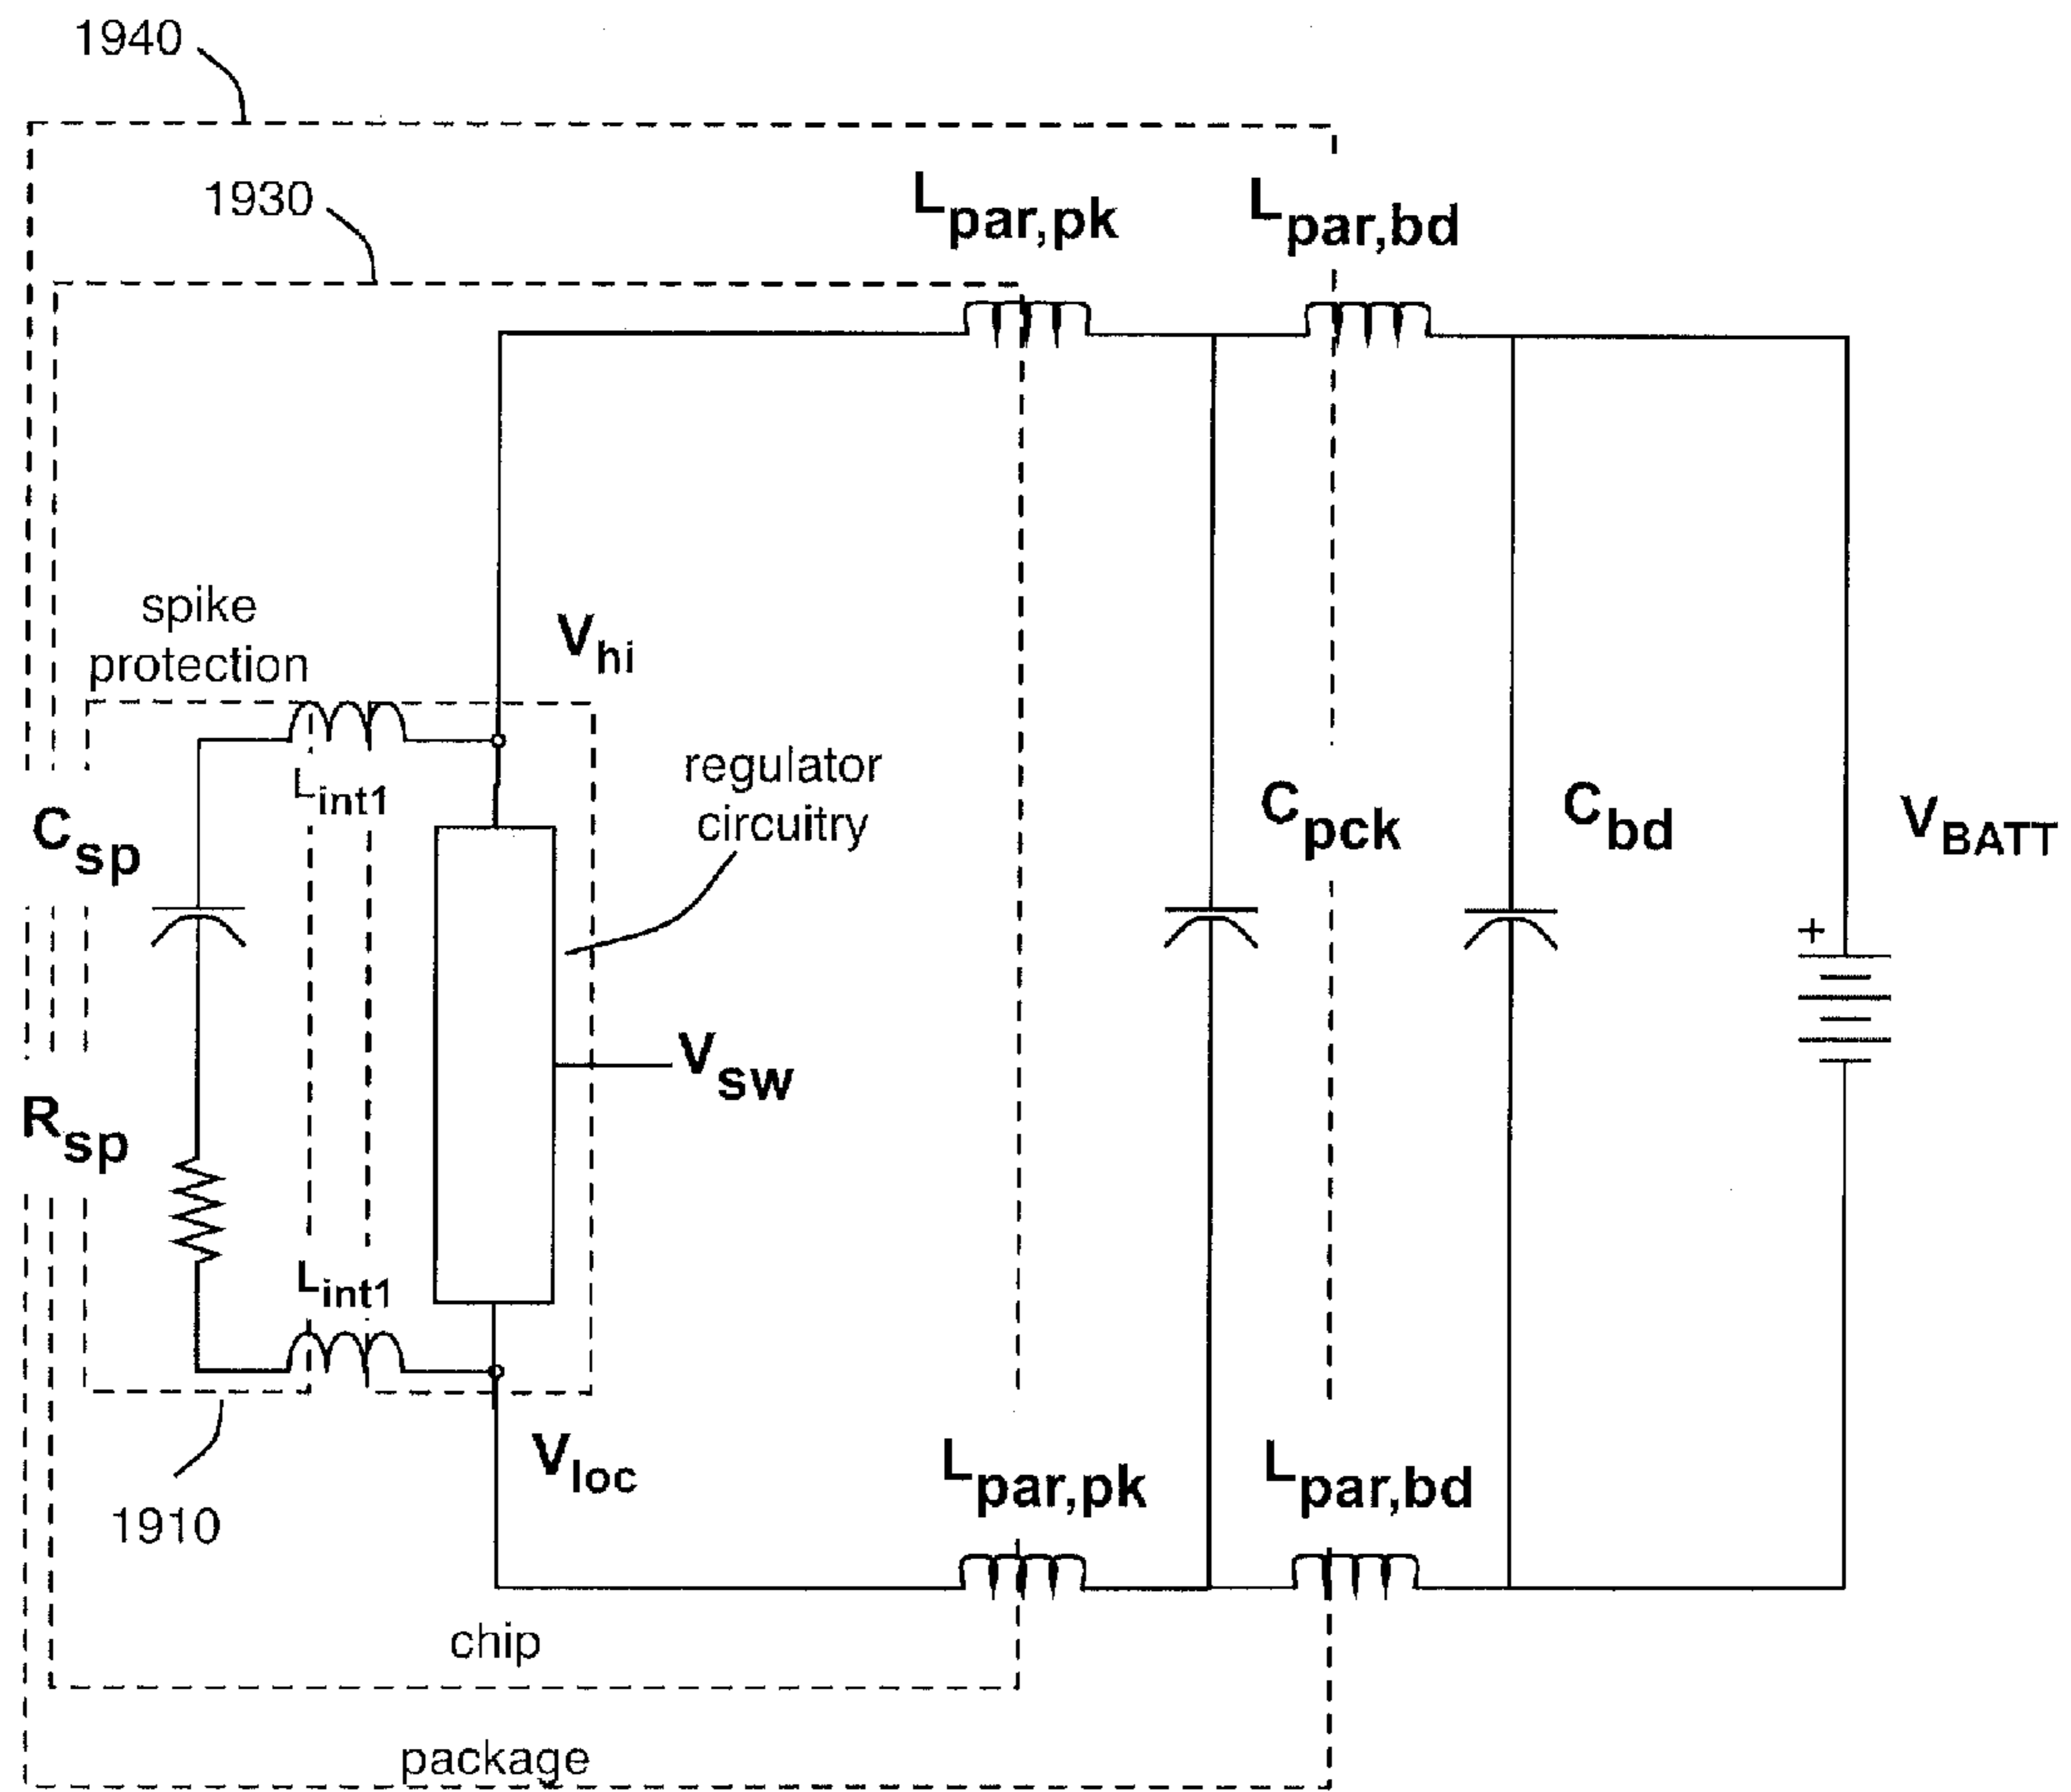 1940
1930
Lpar,pk
Lpar,bd
spike
protection
Vhi
regulator
circuitry
Lint1
Csp
Cpck
Cbd
VBATT
+
Vsw
Rsp
Lint1
Vloc
Lpar,pk
Lpar,bd
1910
chip
package